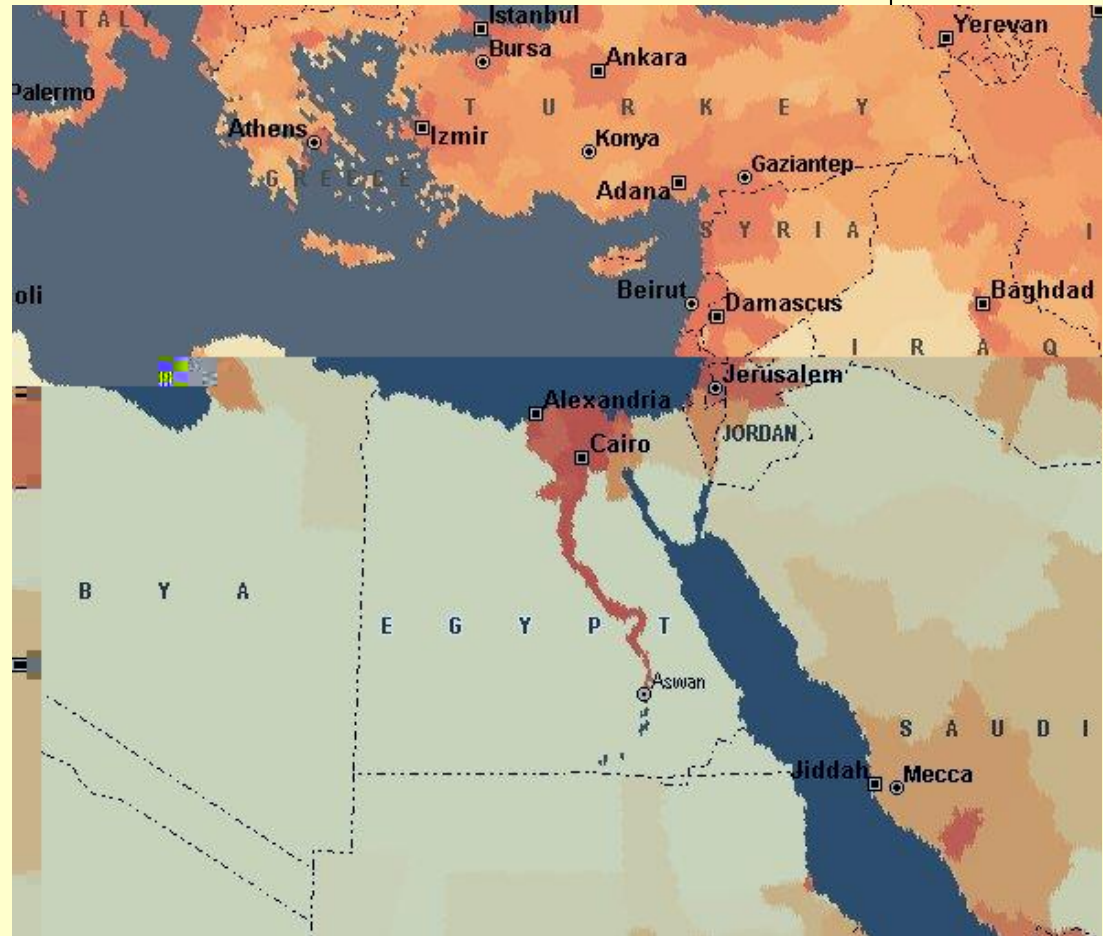 ITALY
Istanbul
Yerevan
Bursa
Ankara
Palermo
TURKEY
Athens
Izmir
Konya
Gaziantep
GREECE
Adana
SYRIA
I
oli
Beirut
Damascus
Baghdad
IRAQ
Jerusalem
Alexandria
JORDAN
Cairo
BYA
EGYPT
Aswan
SAUDI
Jiddah
Mecca